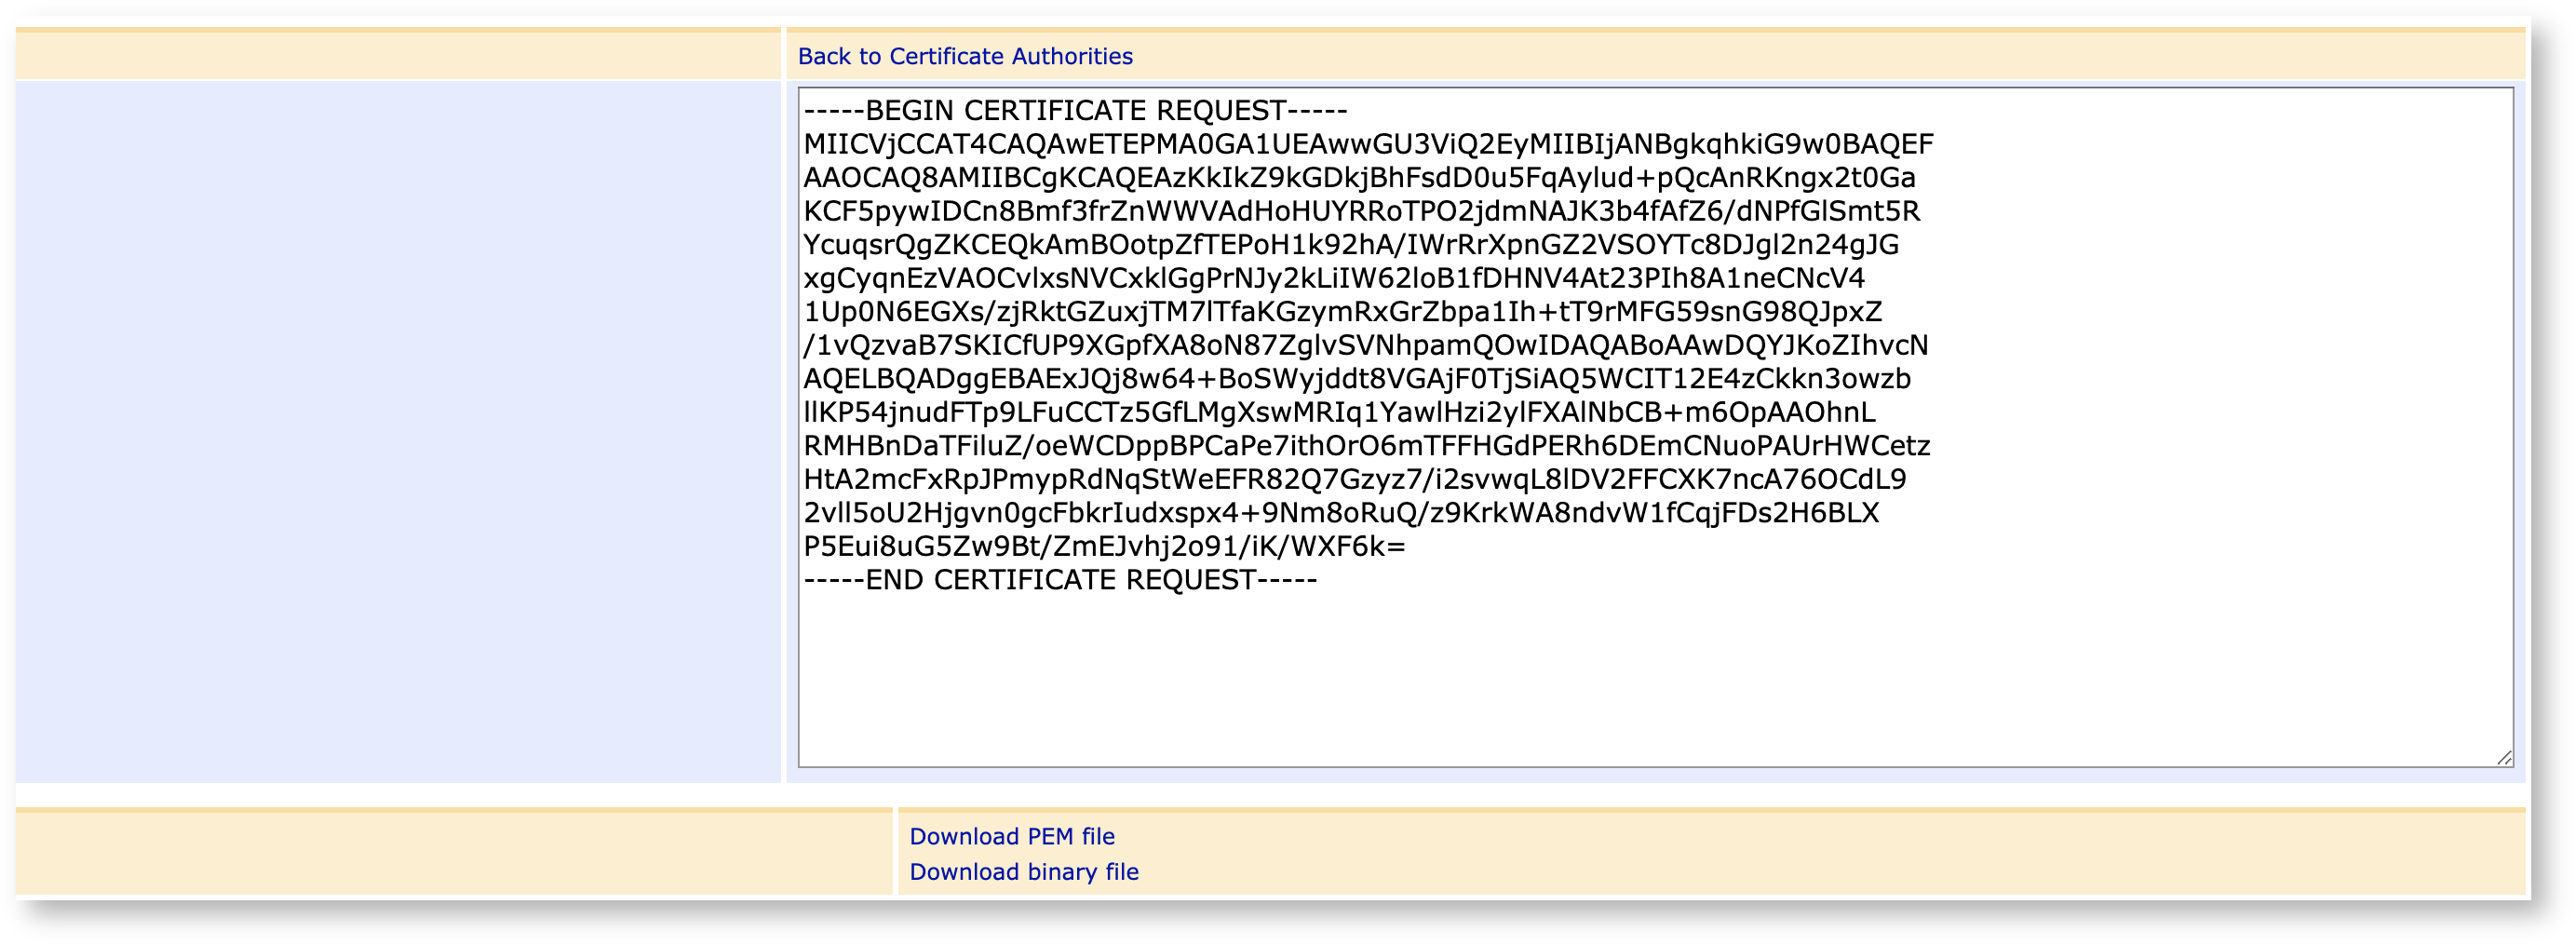 Back to Certificate Authorities
-----BEGIN CERTIFICATE REQUEST-----
MIICVjCCAT4CAQAwETEPMA0GA1UEAwwGU3ViQ2EyMIIBIjANBgkqhkiG9w0BAQEF
AAOCAQ8AMIIBCgKCAQEAzKkIkZ9kGDkjBhFsdD0u5FqAylud+pQcAnRKngx2t0Ga
KCF5pywIDCn8Bmf3frZnWWVAdHoHUYRRoTPO2jdmNAJK3b4fAfZ6/dNPfGlSmt5R
YcuqsrQgZKCEQkAmBOotpZfTEPoH1k92hA/IWrRrXpnGZ2VSOYTc8DJgl2n24gJG
xgCyqnEzVAOCvlxsNVCxklGgPrNJy2kLiIW62loB1fDHNV4At23PIh8A1neCNcV4
1Up0N6EGXs/zjRktGZuxjTM7lTfaKGzymRxGrZbpa1Ih+tT9rMFG59snG98QJpxZ
/1vQzvaB7SKICfUP9XGpfXA8oN87ZglvSVNhpamQOwIDAQABoAAwDQYJKoZIhvcN
AQELBQADggEBAExJQj8w64+BoSWyjddt8VGAjF0TjSiAQ5WCIT12E4zCkkn3owzb
llKP54jnudFTp9LFuCCTz5GfLMgXswMRIq1YawlHzi2ylFXAlNbCB+m6OpAAOhnL
RMHBnDaTFiluZ/oeWCDppBPCaPe7ithOrO6mTFFHGdPERh6DEmCNuoPAUrHWCetz
HtA2mcFxRpJPmypRdNqStWeEFR82Q7Gzyz7/i2svwqL8lDV2FFCXK7ncA76OCdL9
2vll5oU2Hjgvn0gcFbkrIudxspx4+9Nm8oRuQ/z9KrkWA8ndvW1fCqjFDs2H6BLX
P5Eui8uG5Zw9Bt/ZmEJvhj2o91/iK/WXF6k=
-----END CERTIFICATE REQUEST-----
Download PEM file
Download binary file